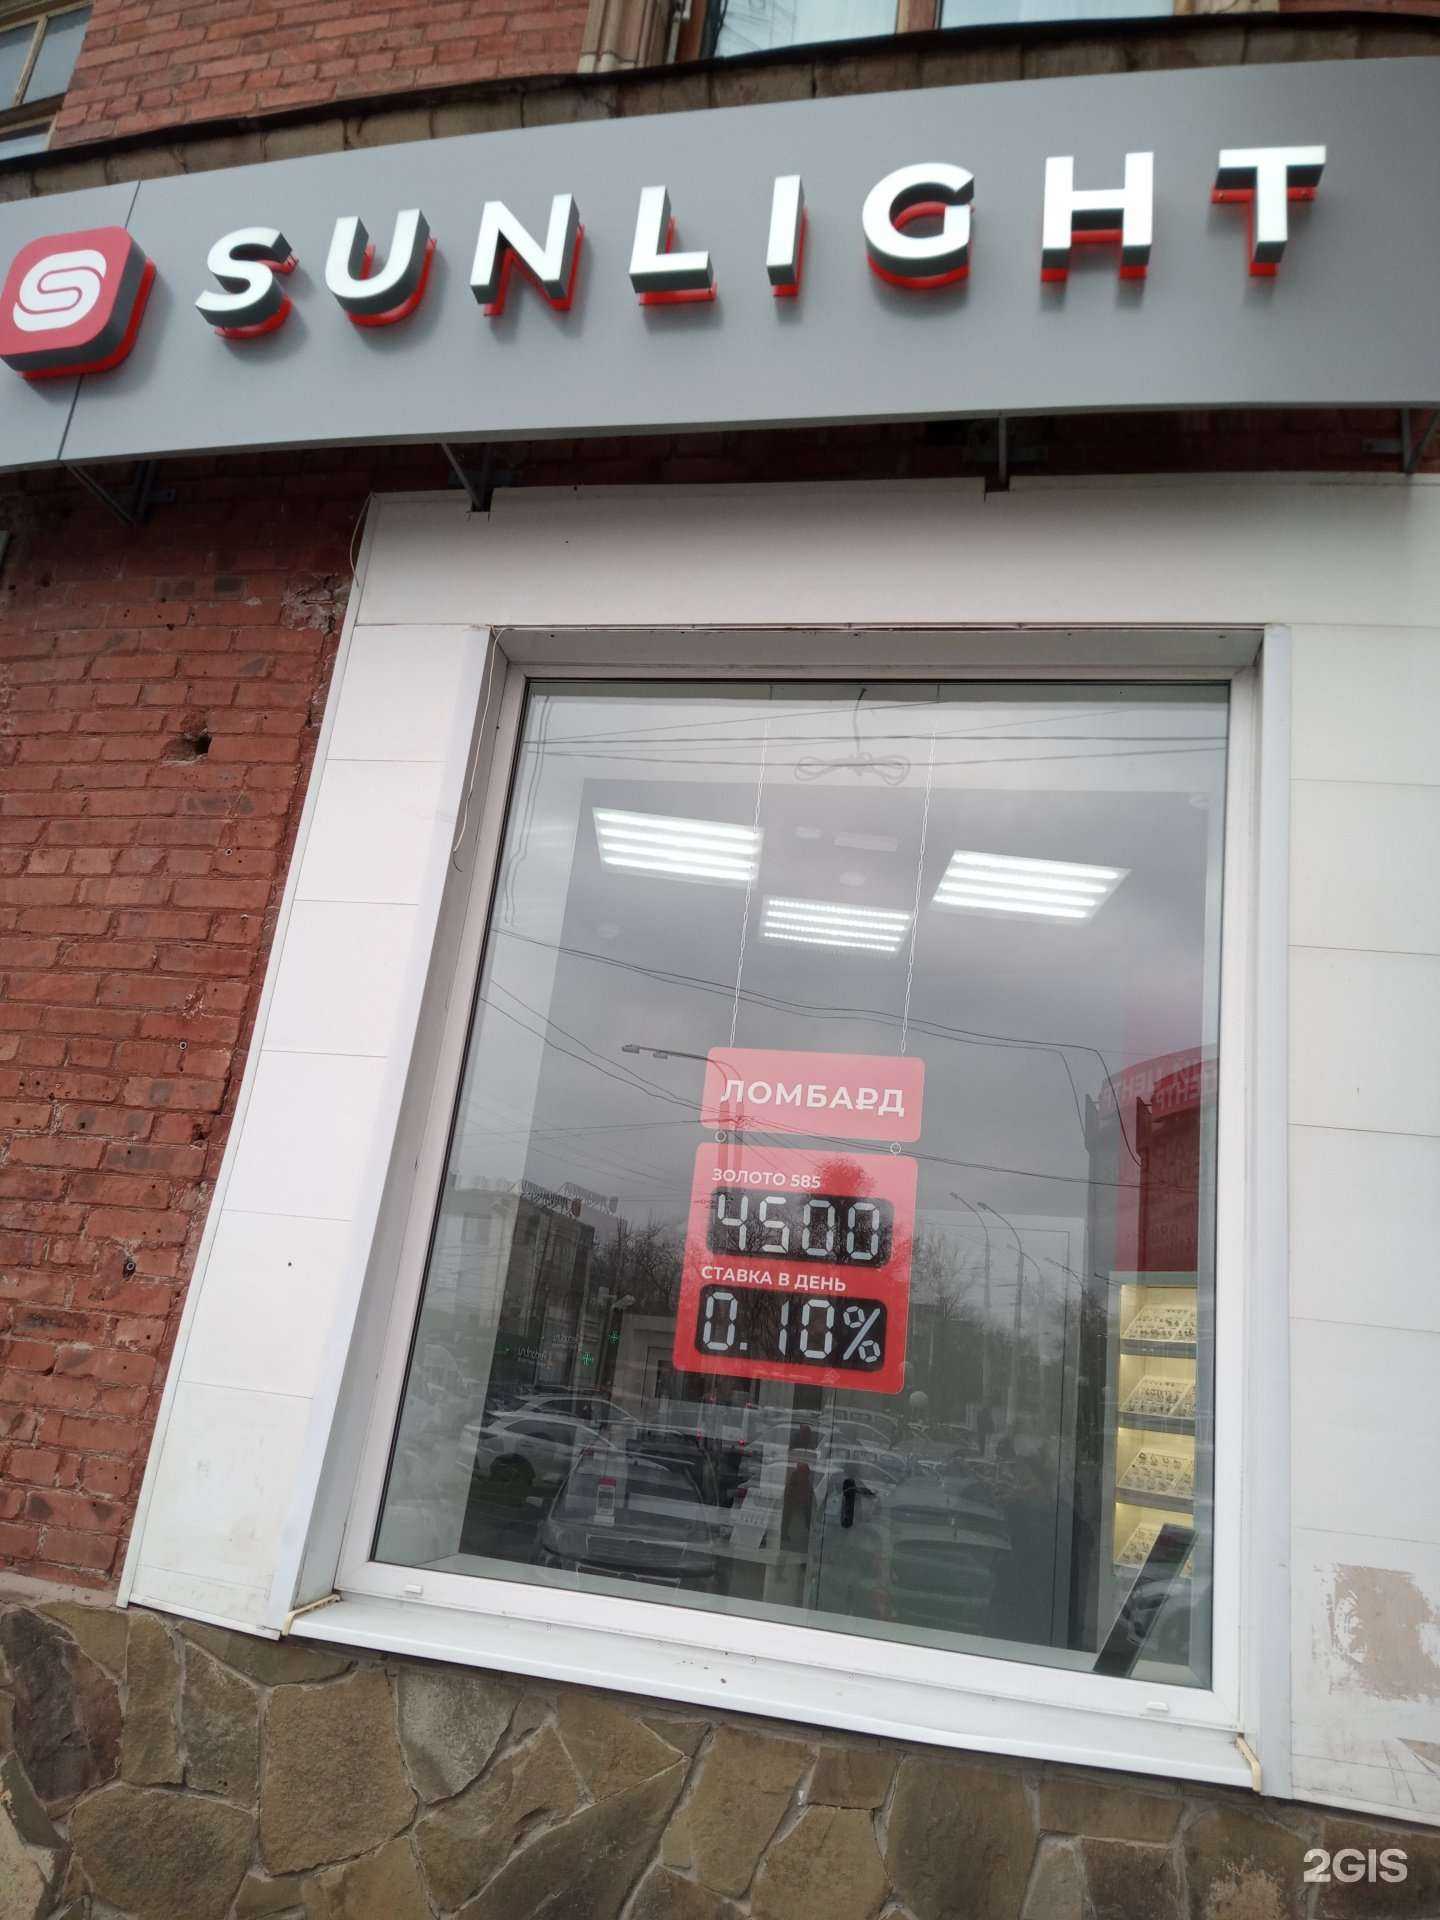 SUNLIGHT
ЛОМБАРД
ЗОЛОТО 585
4500
СТАВКА В ДЕНЬ
0.10%
2GIS